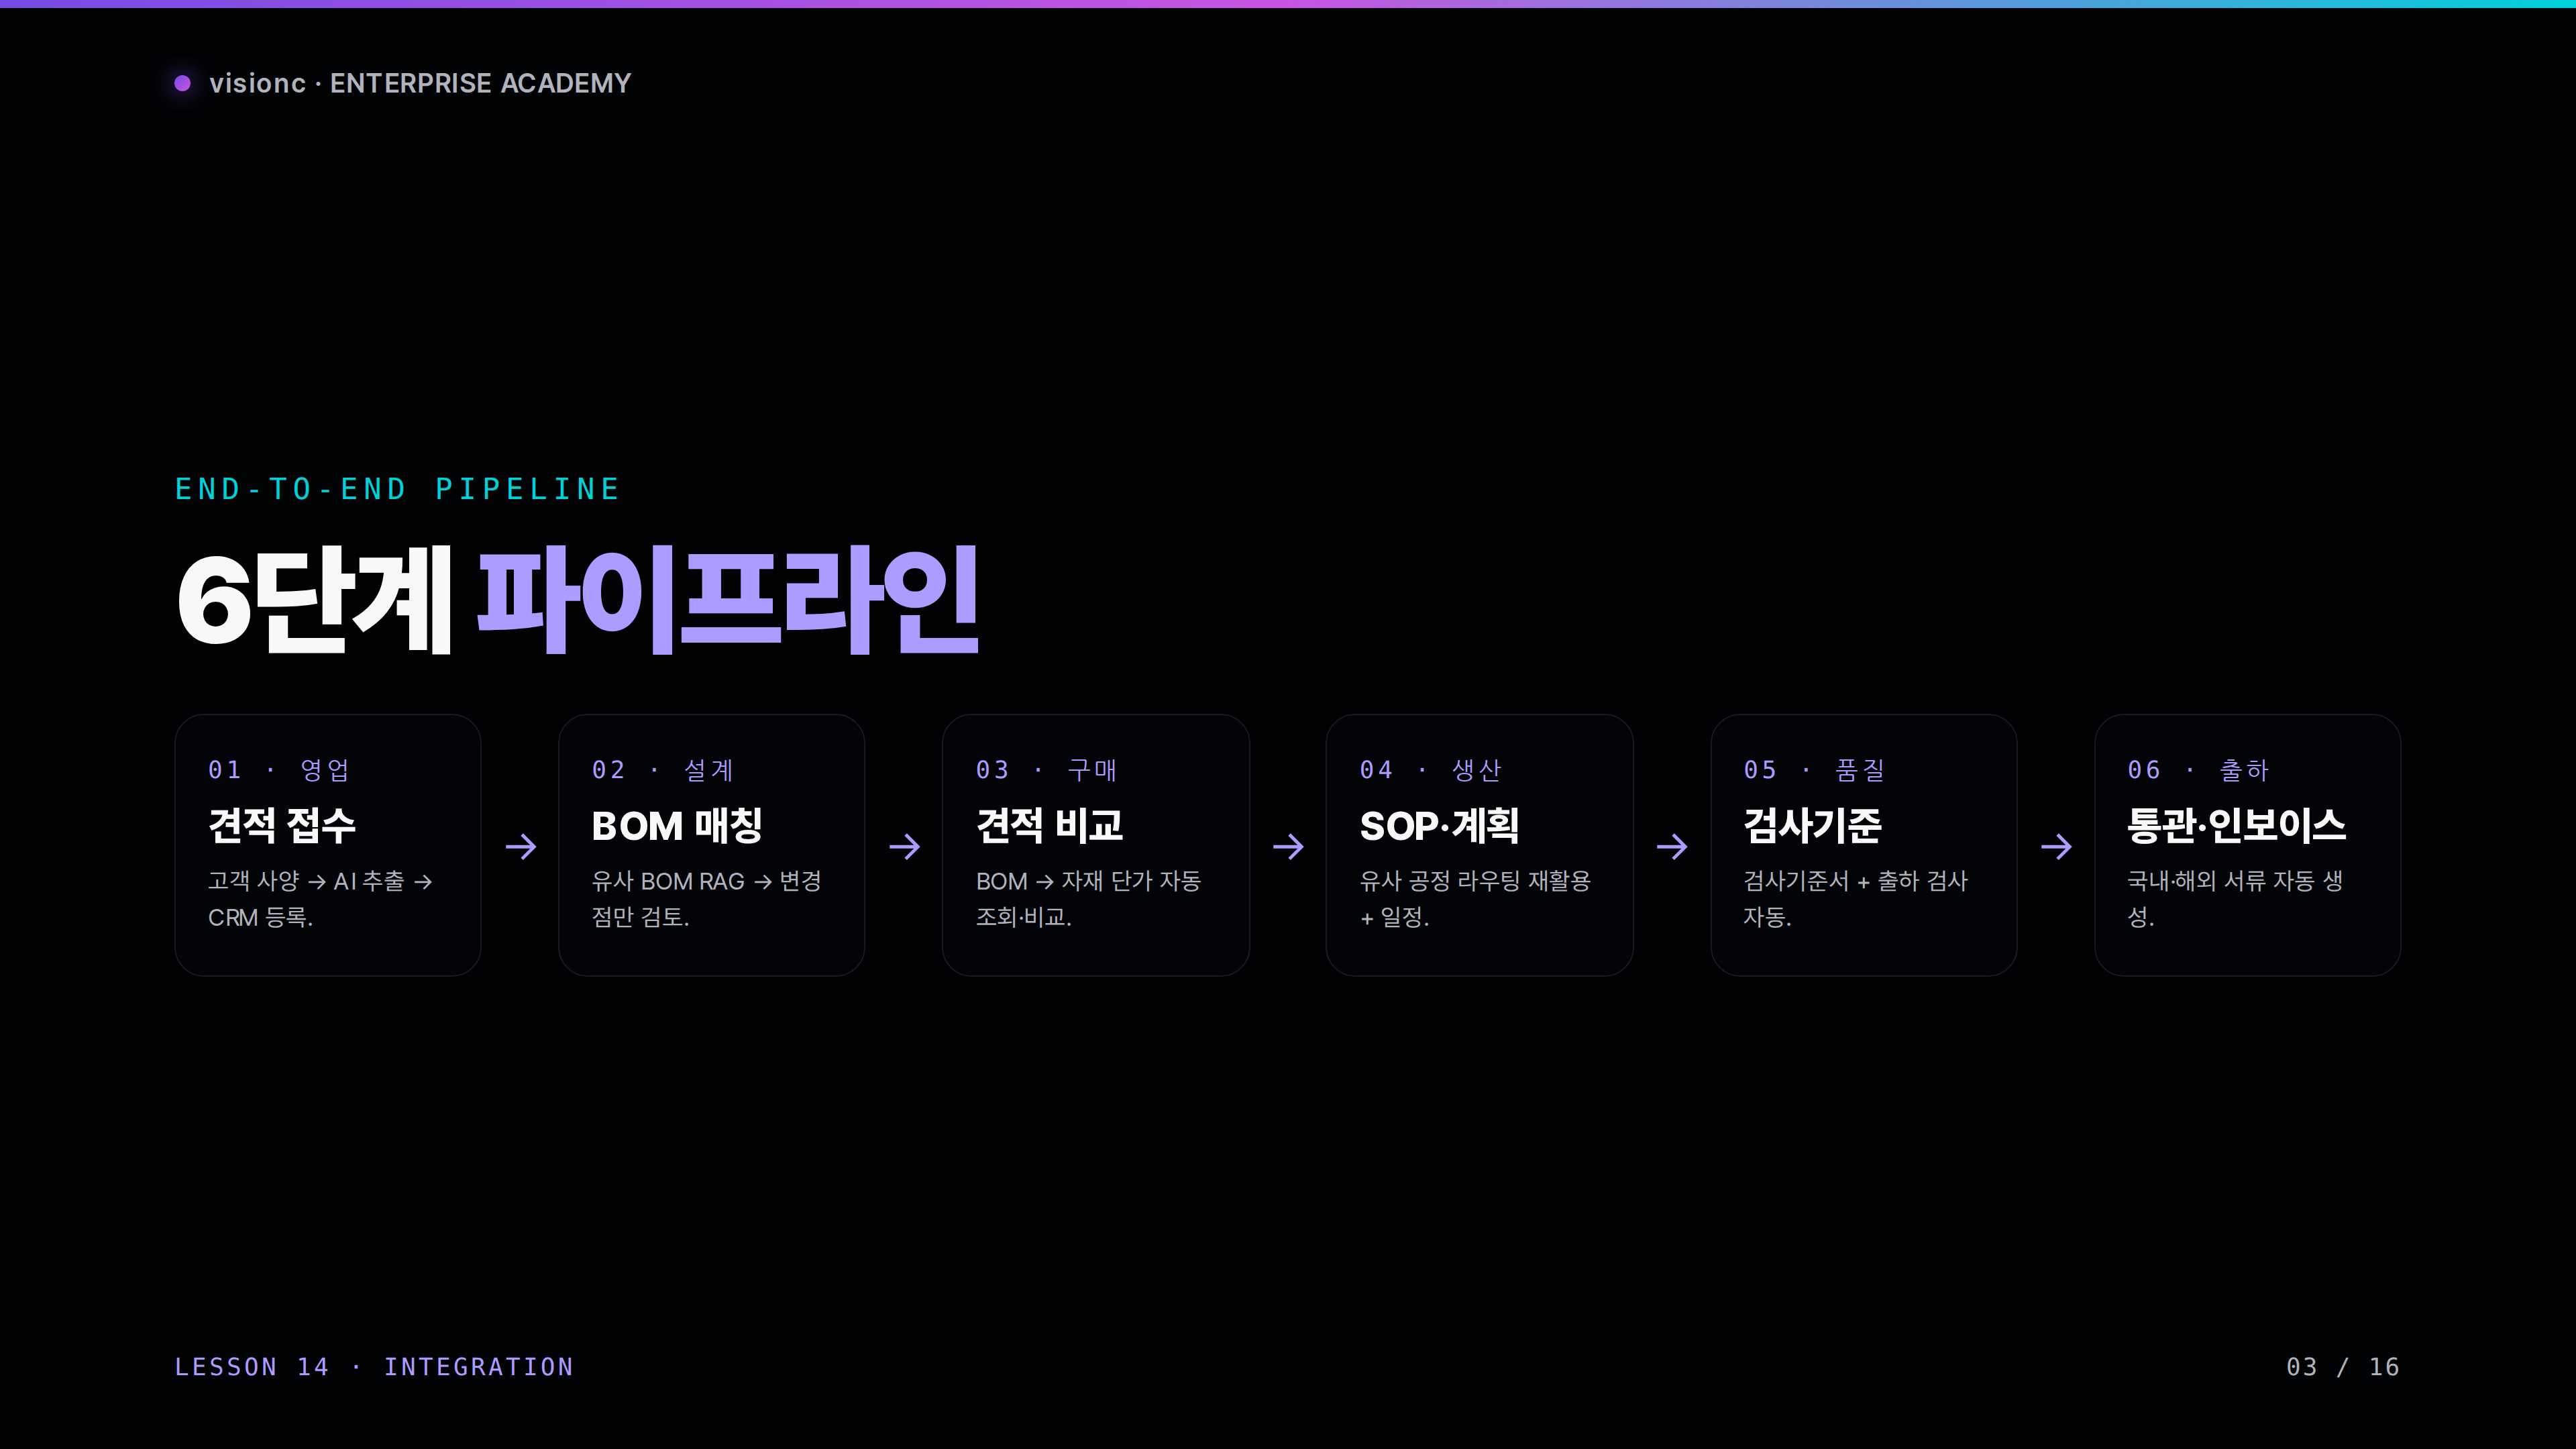 visionc · ENTERPRISE ACADEMY
END-TO-END PIPELINE
6단계 파이프라인
01 · 영업
견적 접수
고객 사양 → AI 추출 →
CRM 등록.
→
02 · 설계
BOM 매칭
유사 BOM RAG → 변경
점만 검토.
→
03 · 구매
견적 비교
BOM → 자재 단가 자동
조회·비교.
→
04 · 생산
SOP·계획
유사 공정 라우팅 재활용
+ 일정.
→
05 · 품질
검사기준
검사기준서 + 출하 검사
자동.
→
06 · 출하
통관·인보이스
국내·해외 서류 자동 생
성.
LESSON 14 · INTEGRATION
03 / 16